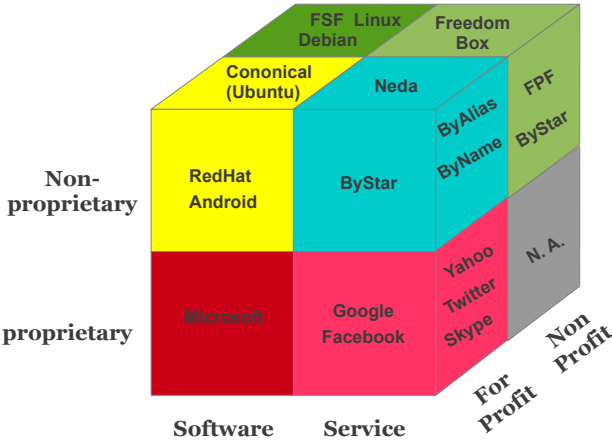 FSF Linux
Debian
Freedom
Box
Cononical
(Ubuntu)
Neda
FPF
ByStar
ByAlias
ByName
Non-
proprietary
RedHat
Android
ByStar
N. A.
Yahoo
Twitter
Skype
proprietary
Microsoft
Google
Facebook
Non
Profit
For
Profit
Software
Service